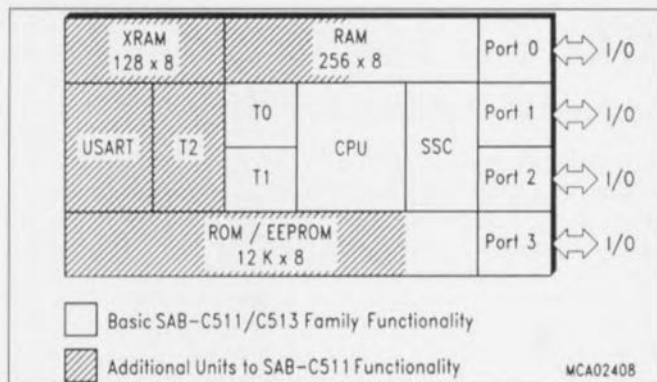 XRAM
128 x 8
RAM
256 x 8
Port 0
I/O
USART
T2
T0
T1
CPU
SSC
Port 1
I/O
Port 2
I/O
ROM / EEPROM
12 K x 8
Port 3
I/O
Basic SAB-C511/C513 Family Functionality
Additional Units to SAB-C511 Functionality
MCA02408